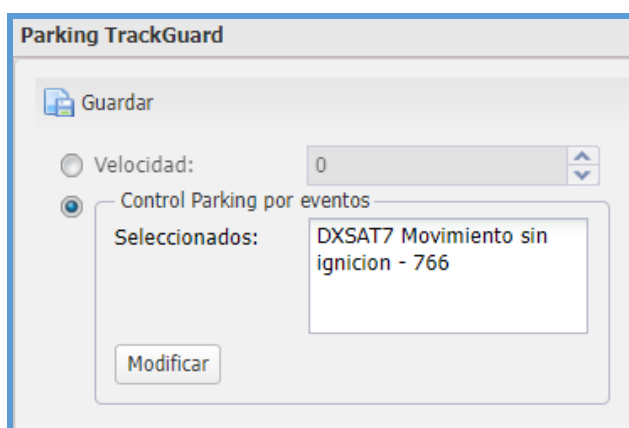 Parking TrackGuard
Guardar
Velocidad: 0
Control Parking por eventos
Seleccionados: DXSAT7 Movimiento sin
ignicion - 766
Modificar